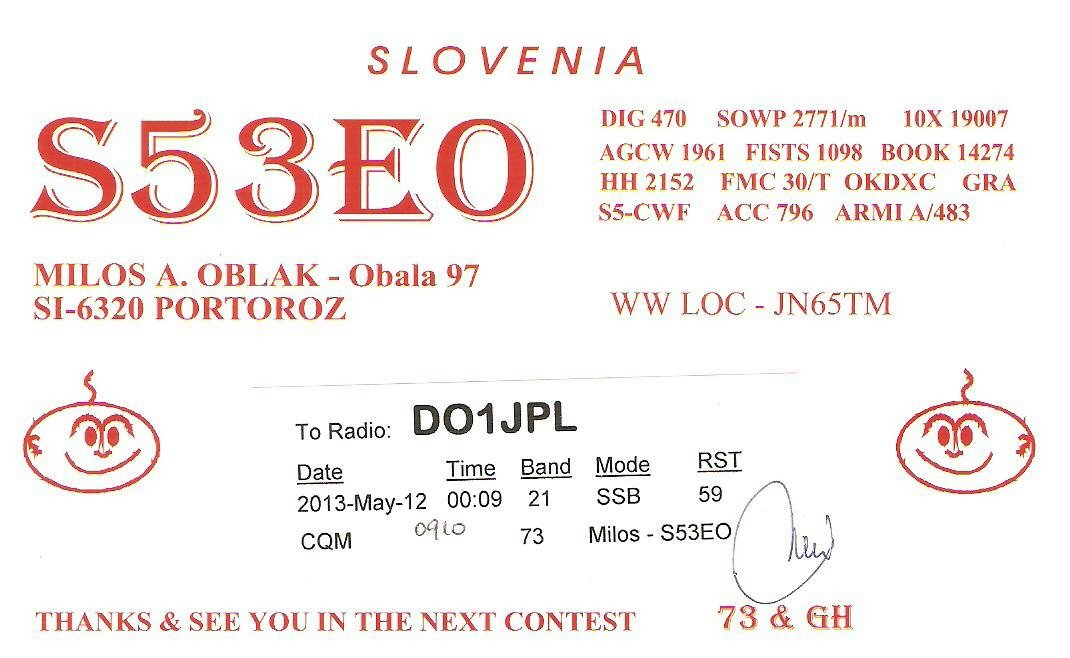 SLOVENIA
S53EO
DIG 470 SOWP 2771/m 10X 19007
AGCW 1961 FISTS 1098 BOOK 14274
HH 2152 FMC 30/T OKDXC GRA
S5-CWF ACC 796 ARMI A/483
MILOS A. OBLAK - Obala 97
SI-6320 PORTOROZ
WW LOC - JN65TM
To Radio: DO1JPL
Date Time Band Mode RST
2013-May-12 00:09 21 SSB 59
CQM 0910 73 Milos - S53EO
THANKS & SEE YOU IN THE NEXT CONTEST
73 & GH